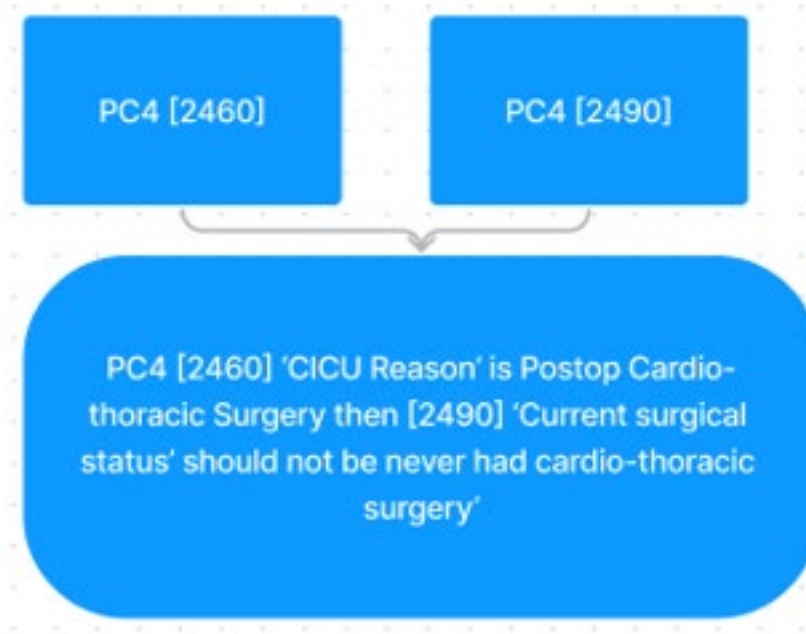 PC4 [2460]
PC4 [2490]
PC4 [2460] ‘CICU Reason’ is Postop Cardio-
thoracic Surgery then [2490] ‘Current surgical
status’ should not be never had cardio-thoracic
surgery’